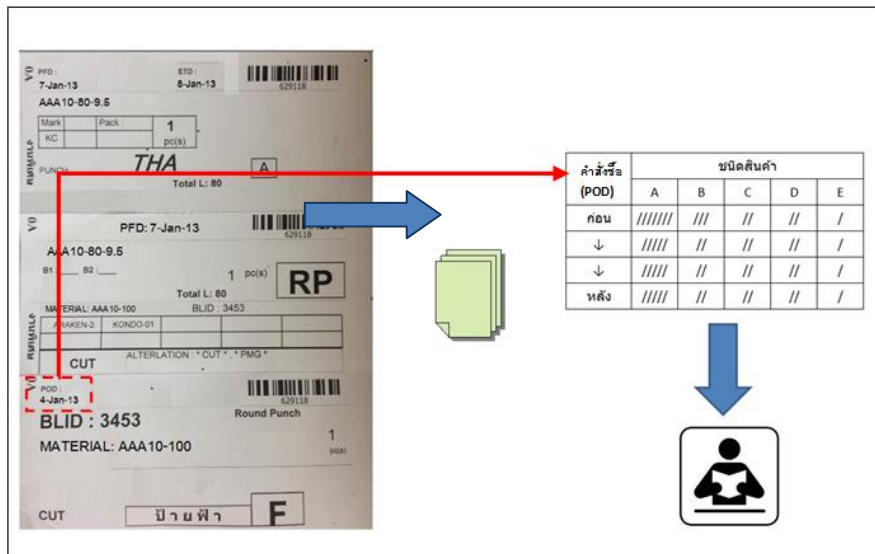 V0
PFD :
ETD :
7-Jan-13
8-Jan-13
629118
AAA10-80-9.5
Mark Pack 1
KC pc(s)
THA
PUNCH
A
Total L: 80
V0
PFD: 7-Jan-13
629118
AAA10-80-9.5
B1 :___ B2 :___
1 pc(s)
RP
Total L: 80
MATERIAL: AAA10-100 BLID : 3453
ARAKEN-2 KONDO-01
ALTERLATION : * CUT * . * PMG *
CUT
V0
POD :
4-Jan-13
629118
BLID : 3453
Round Punch
MATERIAL: AAA10-100
1
pc(s)
CUT ป้ายฟ้า F
คำสั่งซื้อ (POD)
ชนิดสินค้า
A B C D E
ก่อน /////// /// // // /
↓ ///// // // // /
↓ ///// // // // /
หลัง ///// // // // /